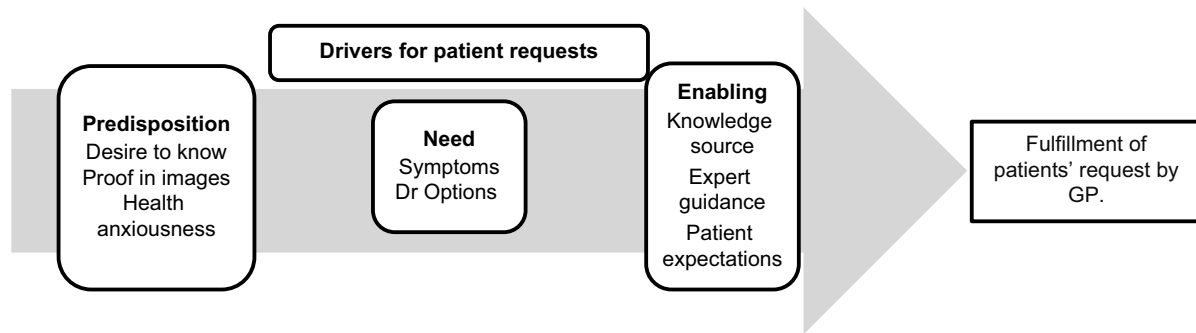 Drivers for patient requests
Predisposition
Desire to know
Proof in images
Health
anxiousness
Need
Symptoms
Dr Options
Enabling
Knowledge
source
Expert
guidance
Patient
expectations
Fulfillment of
patients’ request by
GP.